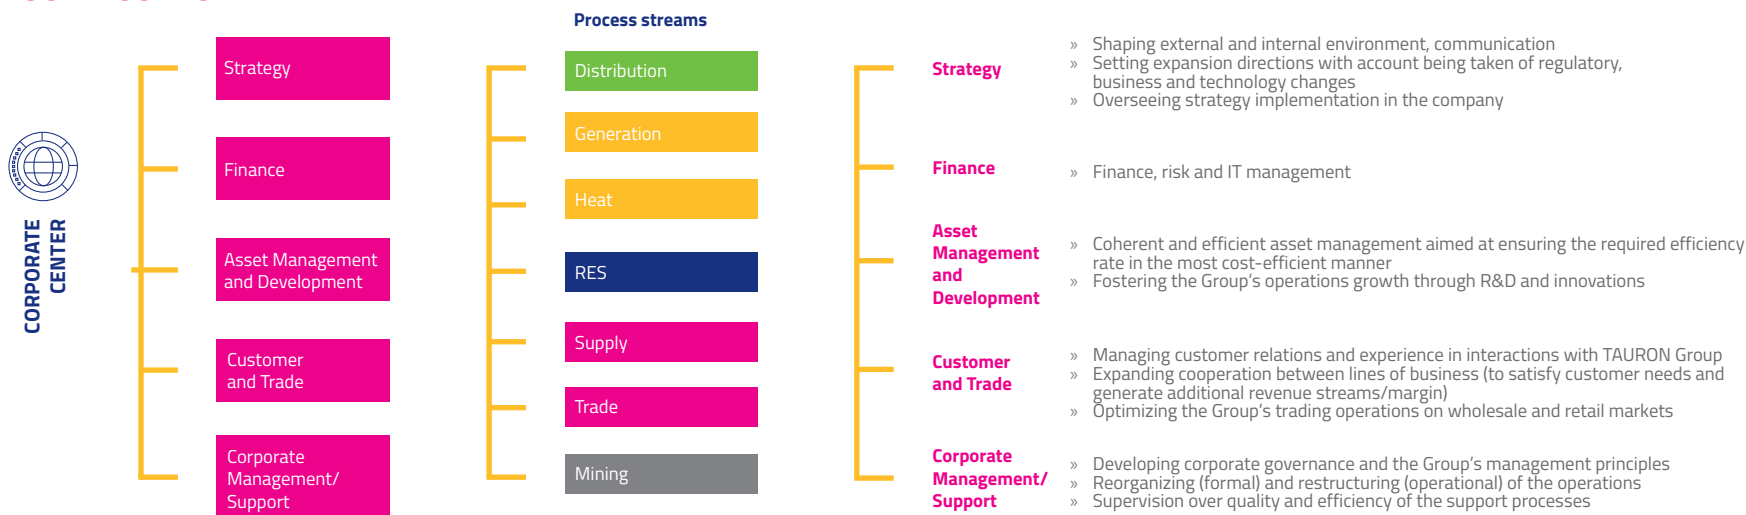 CORPORATE
CENTER
Strategy
Finance
Asset Management
and Development
Customer
and Trade
Corporate
Management/
Support
Process streams
Distribution
Generation
Heat
RES
Supply
Trade
Mining
Strategy
» Shaping external and internal environment, communication
» Setting expansion directions with account being taken of regulatory,
business and technology changes
» Overseeing strategy implementation in the company
Finance
» Finance, risk and IT management
Asset
Management
and
Development
» Coherent and efficient asset management aimed at ensuring the required efficiency
rate in the most cost-efficient manner
» Fostering the Group's operations growth through R&D and innovations
Customer
and Trade
» Managing customer relations and experience in interactions with TAURON Group
» Expanding cooperation between lines of business (to satisfy customer needs and
generate additional revenue streams/margin)
» Optimizing the Group's trading operations on wholesale and retail markets
Corporate
Management/
Support
» Developing corporate governance and the Group's management principles
» Reorganizing (formal) and restructuring (operational) of the operations
» Supervision over quality and efficiency of the support processes